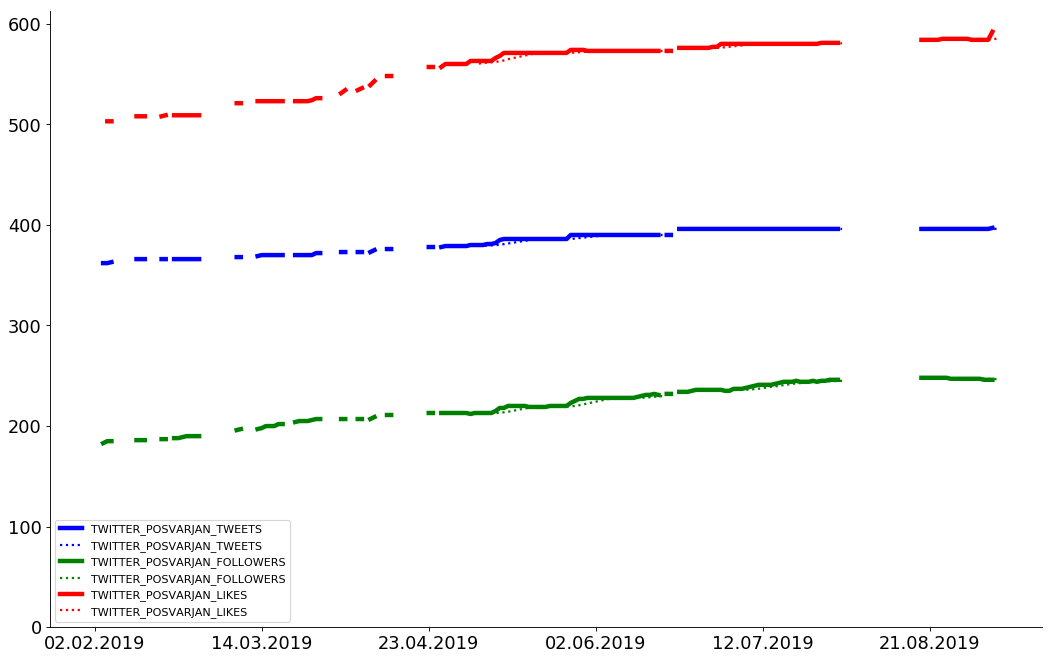 600
500
400
300
200
100
0
TWITTER_POSVARJAN_TWEETS
TWITTER_POSVARJAN_TWEETS
TWITTER_POSVARJAN_FOLLOWERS
TWITTER_POSVARJAN_FOLLOWERS
TWITTER_POSVARJAN_LIKES
TWITTER_POSVARJAN_LIKES
02.02.2019 14.03.2019 23.04.2019 02.06.2019 12.07.2019 21.08.2019